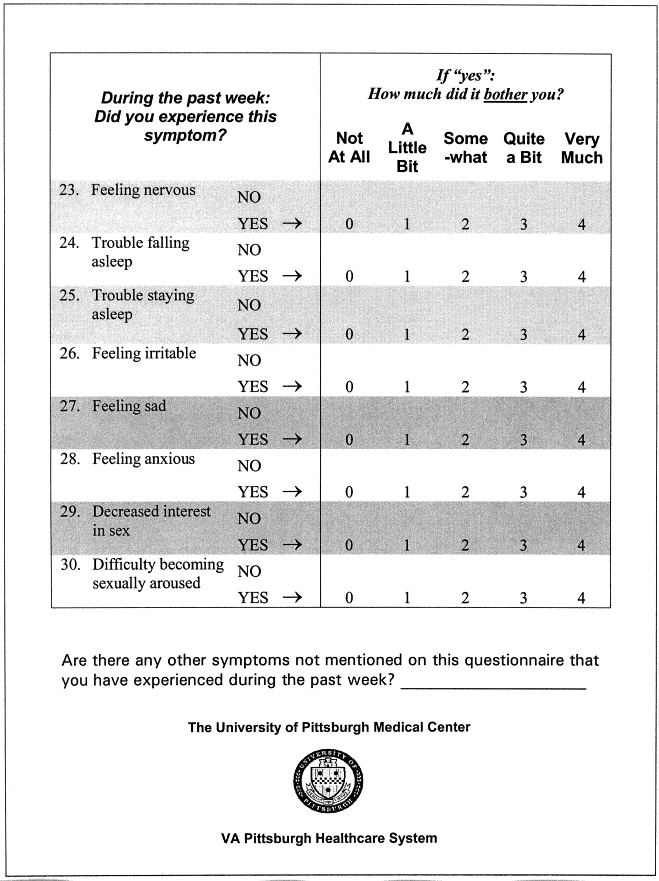 During the past week:
Did you experience this
symptom?
If “yes”:
How much did it bother you?
Not
At All
A
Little
Bit
Some
-what
Quite
a Bit
Very
Much
23. Feeling nervous
NO
YES → 0 1 2 3 4
24. Trouble falling
asleep
NO
YES → 0 1 2 3 4
25. Trouble staying
asleep
NO
YES → 0 1 2 3 4
26. Feeling irritable
NO
YES → 0 1 2 3 4
27. Feeling sad
NO
YES → 0 1 2 3 4
28. Feeling anxious
NO
YES → 0 1 2 3 4
29. Decreased interest
in sex
NO
YES → 0 1 2 3 4
30. Difficulty becoming
sexually aroused
NO
YES → 0 1 2 3 4
Are there any other symptoms not mentioned on this questionnaire that
you have experienced during the past week?
The University of Pittsburgh Medical Center
UNIVERSITY OF
PITTSBURGH
VA Pittsburgh Healthcare System